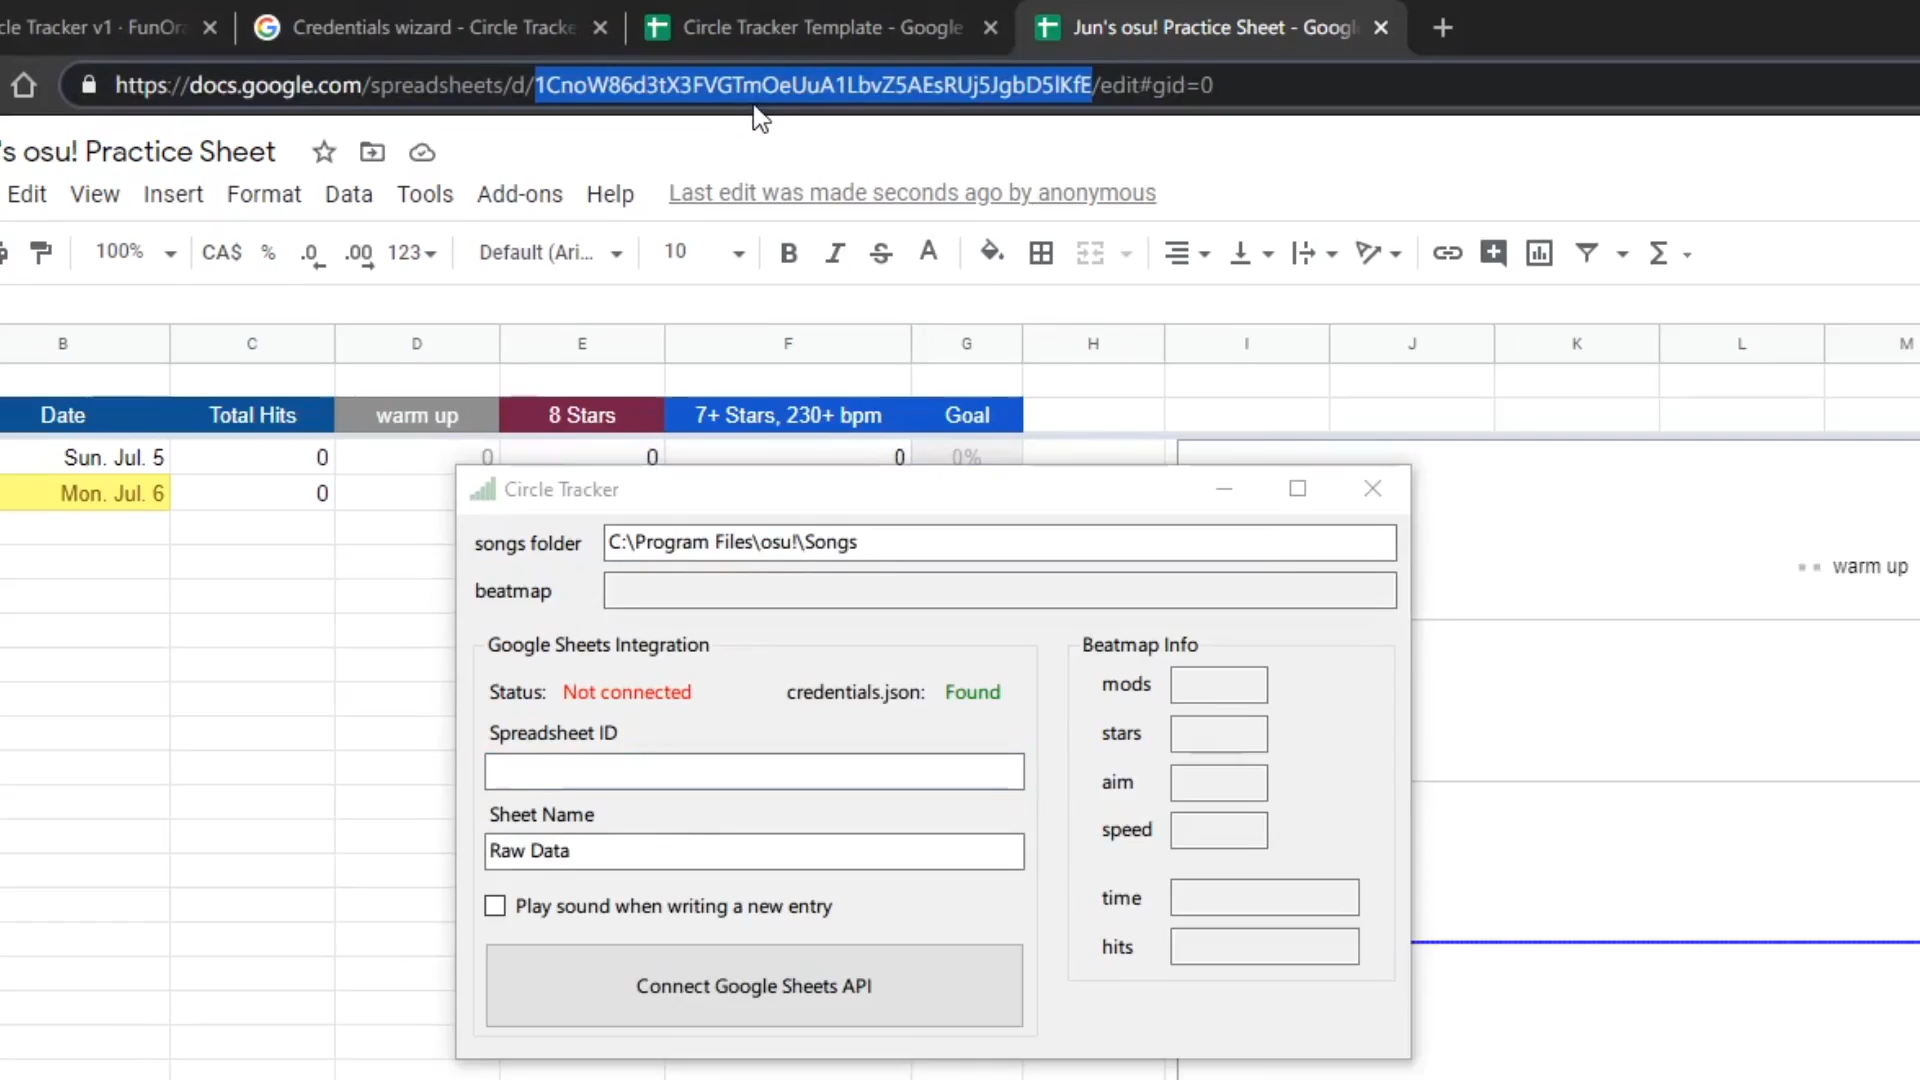 cle Tracker v1 · FunOr
Credentials wizard - Circle Tracke
Circle Tracker Template - Google
Jun's osu! Practice Sheet - Googl
https://docs.google.com/spreadsheets/d/1CnoW86d3tX3FVGTmOeUuA1LbvZ5AEsRUj5JgbD5lKfE/edit#gid=0
's osu! Practice Sheet
Edit View Insert Format Data Tools Add-ons Help Last edit was made seconds ago by anonymous
100% CA$ % .0 .00 123 Default (Ari... 10 B I S A Σ
B C D E F G H I J K L M
Date Total Hits warm up 8 Stars 7+ Stars, 230+ bpm Goal
Sun. Jul. 5 0 0 0 0 0%
Mon. Jul. 6 0
Circle Tracker
songs folder C:\Program Files\osu!\Songs
beatmap
Google Sheets Integration
Status: Not connected credentials.json: Found
Spreadsheet ID
Sheet Name
Raw Data
Play sound when writing a new entry
Connect Google Sheets API
Beatmap Info
mods
stars
aim
speed
time
hits
warm up